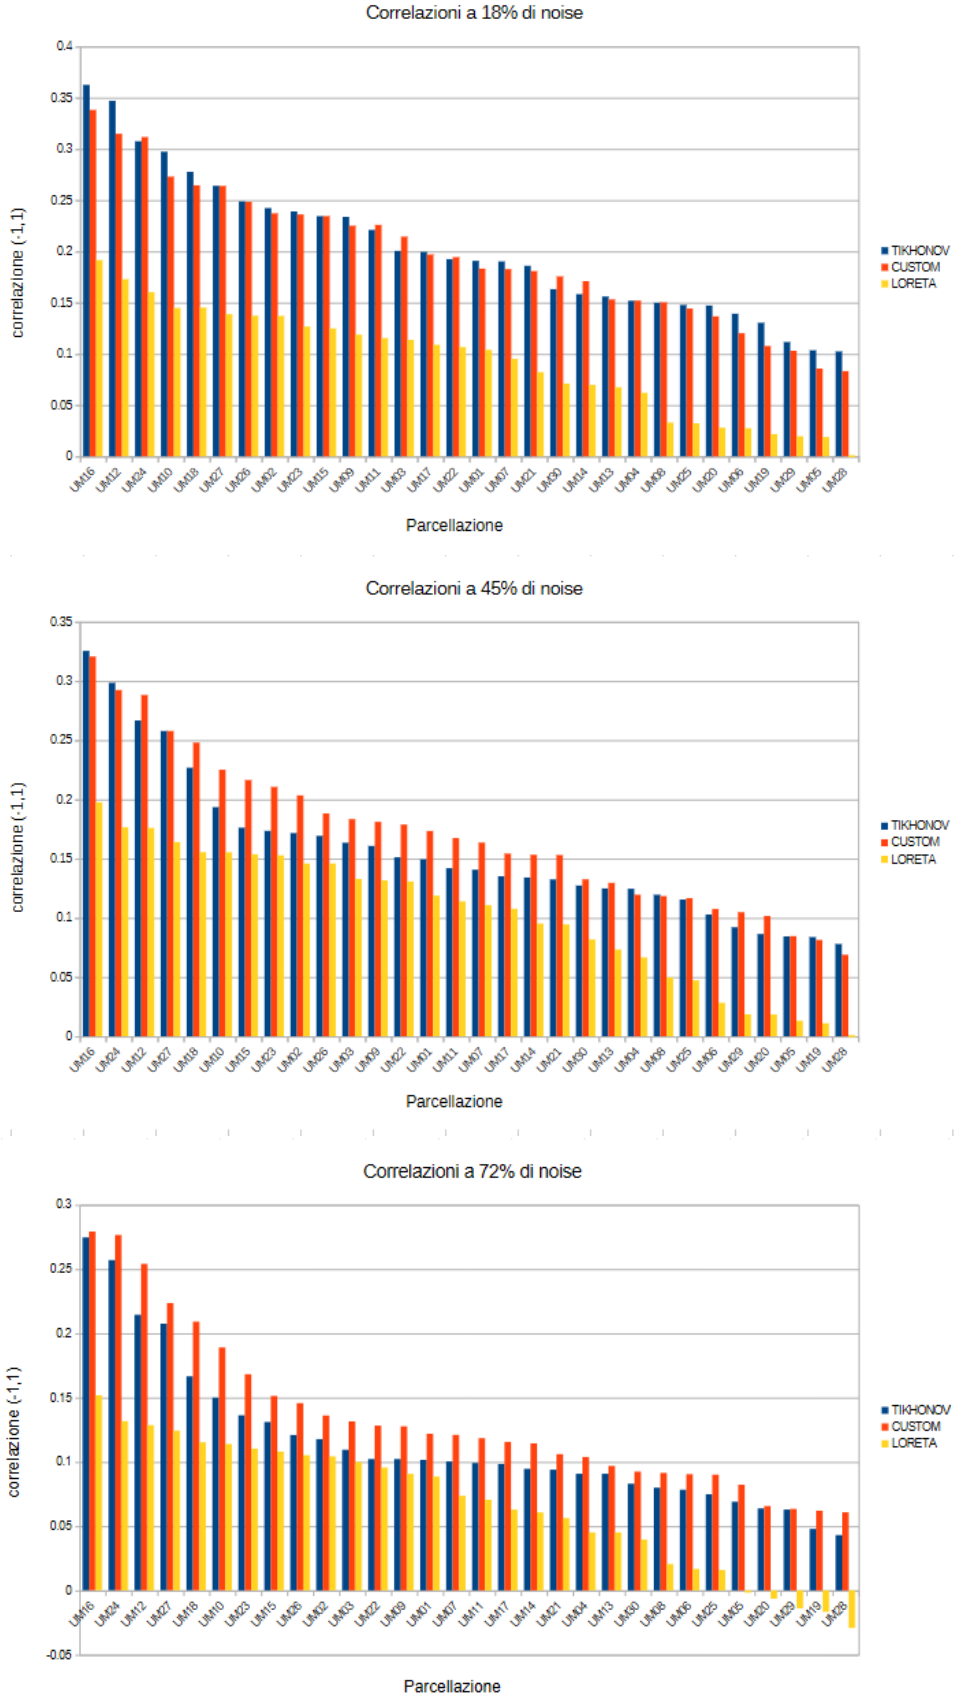 Correlazioni a 18% di noise
0.4
0.35
0.3
0.25
0.2
0.15
0.1
0.05
0
correlazione (-1,1)
UM16 UM12 UM24 UM10 UM18 UM27 UM26 UM02 UM23 UM15 UM09 UM11 UM03 UM17 UM22 UM01 UM07 UM21 UM30 UM14 UM13 UM04 UM08 UM25 UM20 UM06 UM19 UM29 UM05 UM28
Parcellazione
TIKHONOV
CUSTOM
LORETA
Correlazioni a 45% di noise
0.35
0.3
0.25
0.2
0.15
0.1
0.05
0
correlazione (-1,1)
UM16 UM24 UM12 UM27 UM18 UM10 UM15 UM23 UM02 UM26 UM03 UM09 UM22 UM01 UM11 UM07 UM17 UM14 UM21 UM30 UM13 UM04 UM08 UM25 UM06 UM29 UM20 UM05 UM19 UM28
Parcellazione
TIKHONOV
CUSTOM
LORETA
Correlazioni a 72% di noise
0.3
0.25
0.2
0.15
0.1
0.05
0
-0.05
correlazione (-1,1)
UM16 UM24 UM12 UM27 UM18 UM10 UM23 UM15 UM26 UM02 UM03 UM22 UM09 UM01 UM07 UM11 UM17 UM14 UM21 UM04 UM13 UM30 UM08 UM06 UM25 UM05 UM20 UM29 UM19 UM28
Parcellazione
TIKHONOV
CUSTOM
LORETA